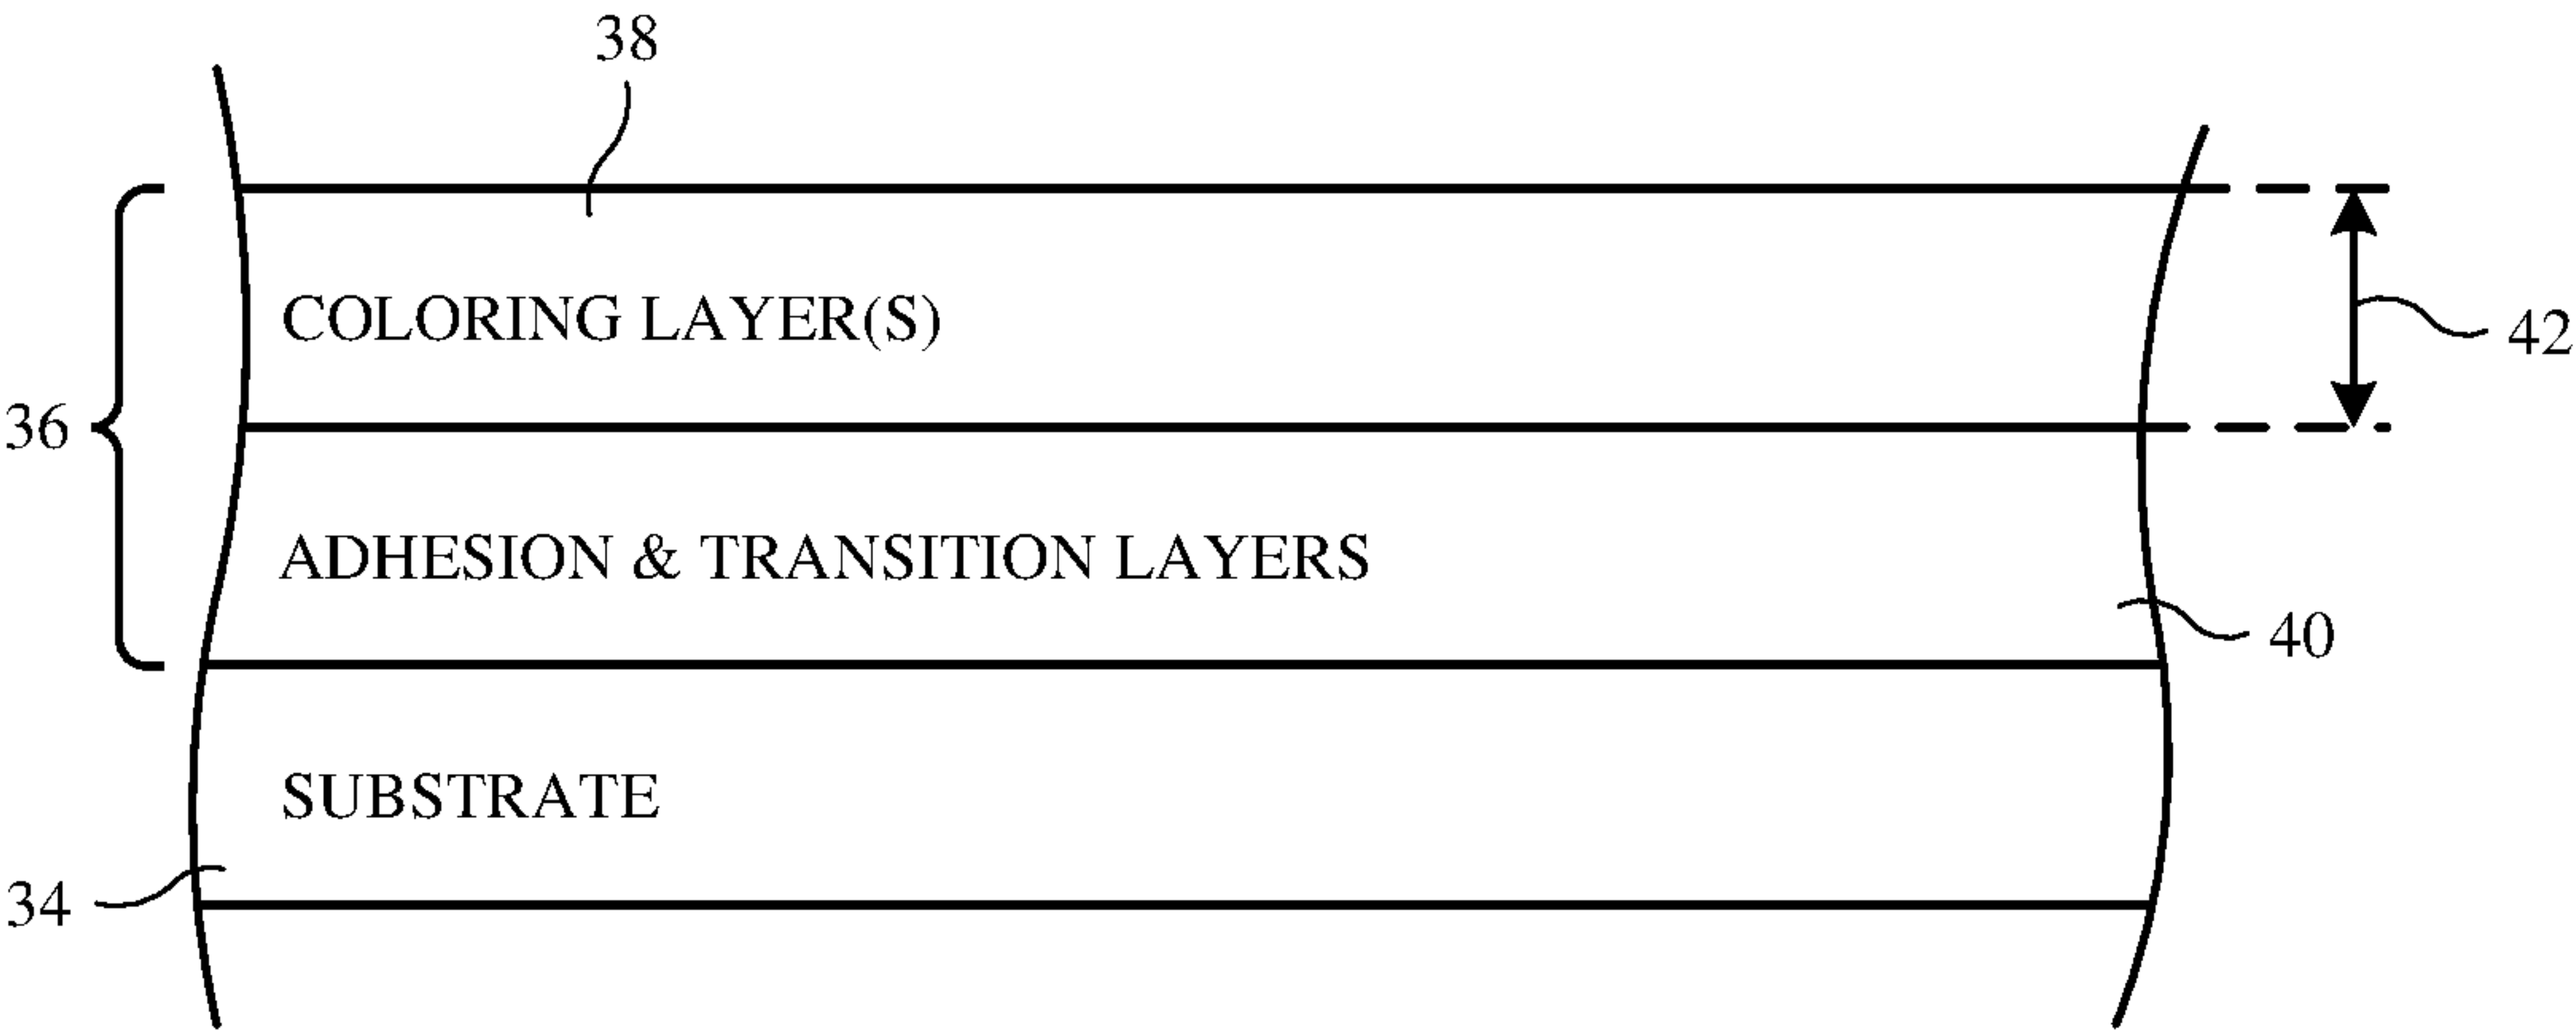 38
COLORING LAYER(S)
42
36
ADHESION & TRANSITION LAYERS
40
SUBSTRATE
34